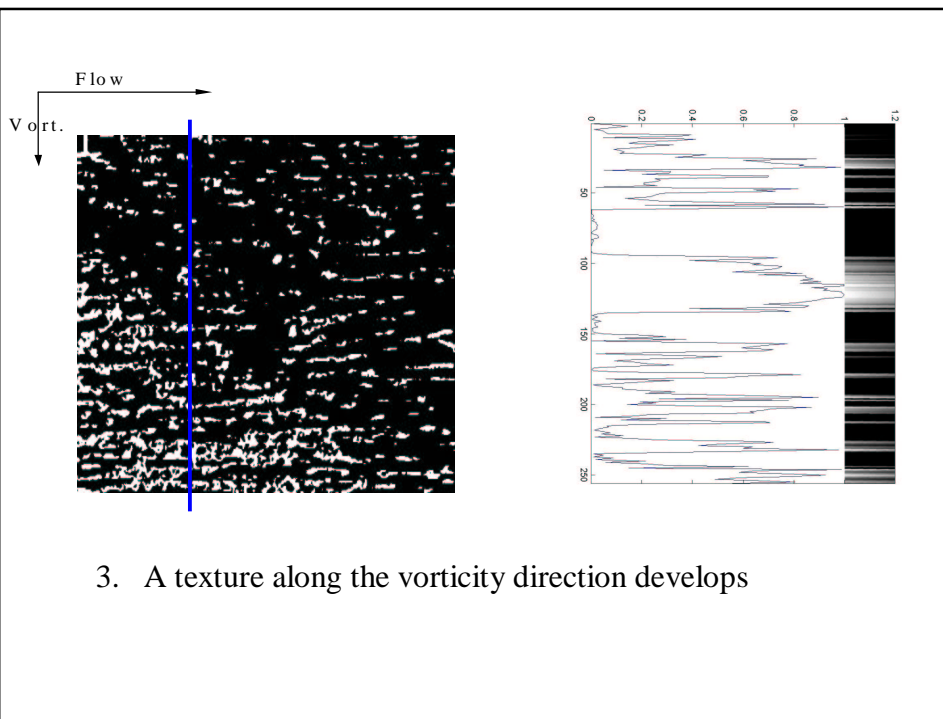 Flow
Vort.
0 0.2 0.4 0.6 0.8 1 1.2
50
100
150
200
250
3. A texture along the vorticity direction develops